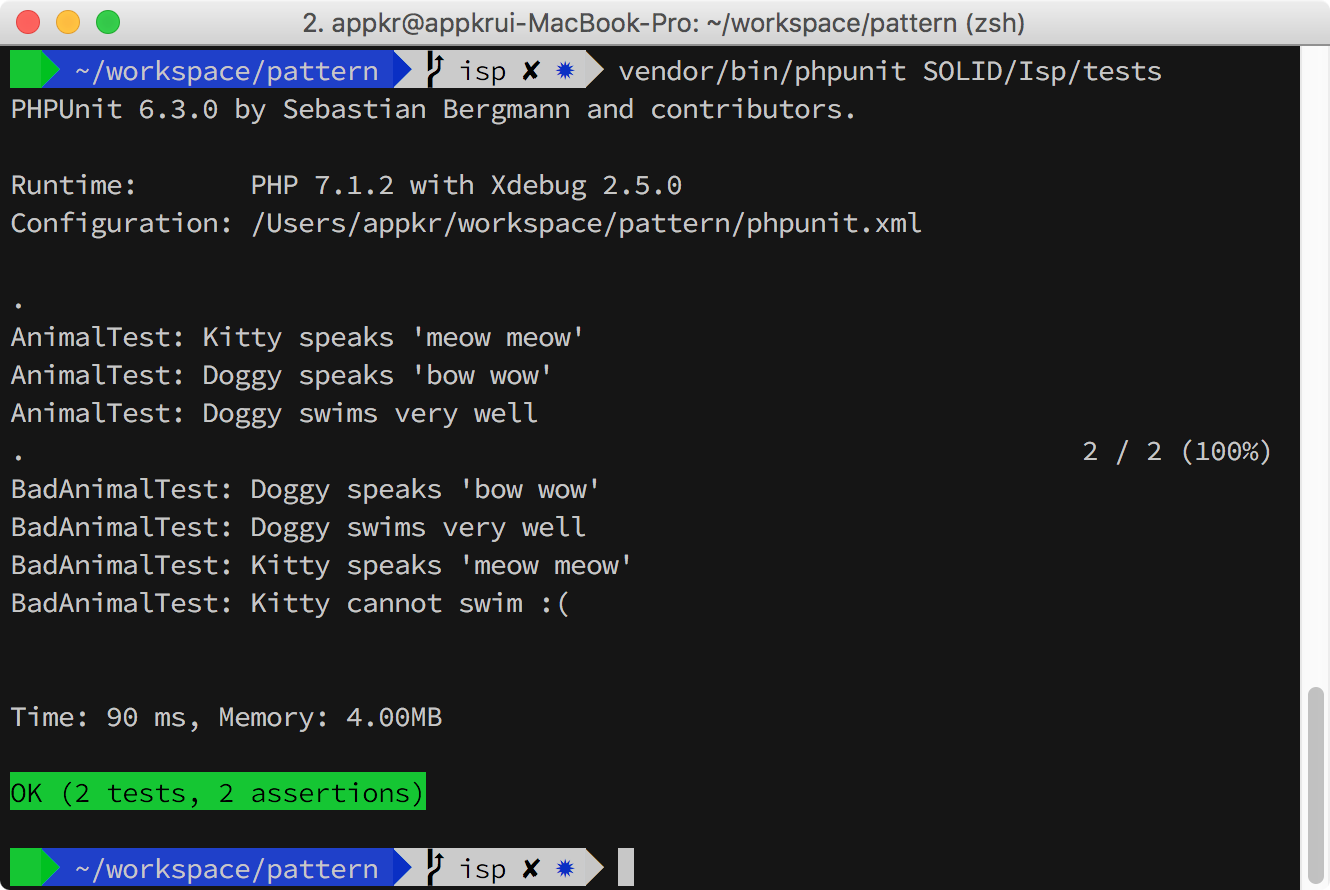 2. appkr@appkrui-MacBook-Pro: ~/workspace/pattern (zsh)
~/workspace/pattern isp ✘ ✹ vendor/bin/phpunit SOLID/Isp/tests
PHPUnit 6.3.0 by Sebastian Bergmann and contributors.
Runtime: PHP 7.1.2 with Xdebug 2.5.0
Configuration: /Users/appkr/workspace/pattern/phpunit.xml
.
AnimalTest: Kitty speaks 'meow meow'
AnimalTest: Doggy speaks 'bow wow'
AnimalTest: Doggy swims very well
. 2 / 2 (100%)
BadAnimalTest: Doggy speaks 'bow wow'
BadAnimalTest: Doggy swims very well
BadAnimalTest: Kitty speaks 'meow meow'
BadAnimalTest: Kitty cannot swim :(
Time: 90 ms, Memory: 4.00MB
OK (2 tests, 2 assertions)
~/workspace/pattern isp ✘ ✹